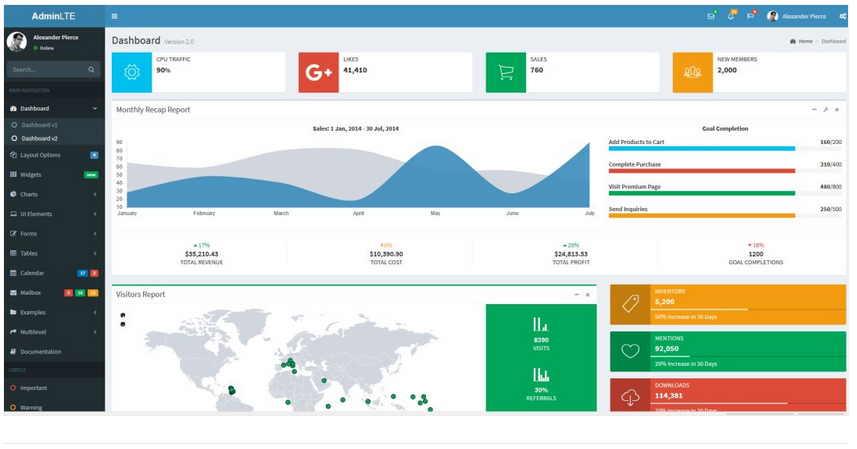 AdminLTE
Alexander Pierce
Alexander Pierce
Online
Search...
MAIN NAVIGATION
Dashboard
Dashboard v1
Dashboard v2
Layout Options
Widgets
new
Charts
UI Elements
Forms
Tables
Calendar
17
3
Mailbox
Examples
Multilevel
Documentation
LABELS
Important
Warning
Dashboard Version 2.0
Home
Dashboard
CPU TRAFFIC
90%
G+
LIKES
41,410
SALES
760
NEW MEMBERS
2,000
Monthly Recap Report
Sales: 1 Jan, 2014 - 30 Jul, 2014
90
80
70
60
50
40
30
20
10
January
February
March
April
May
June
July
Goal Completion
Add Products to Cart 160/200
Complete Purchase 310/400
Visit Premium Page 480/800
Send Inquiries 250/500
17%
$35,210.43
TOTAL REVENUE
0%
$10,390.90
TOTAL COST
20%
$24,813.53
TOTAL PROFIT
18%
1200
GOAL COMPLETIONS
Visitors Report
8390
VISITS
30%
REFERRALS
INVENTORY
5,200
50% Increase in 30 Days
MENTIONS
92,050
20% Increase in 30 Days
DOWNLOADS
114,381
70% Increase in 30 Days